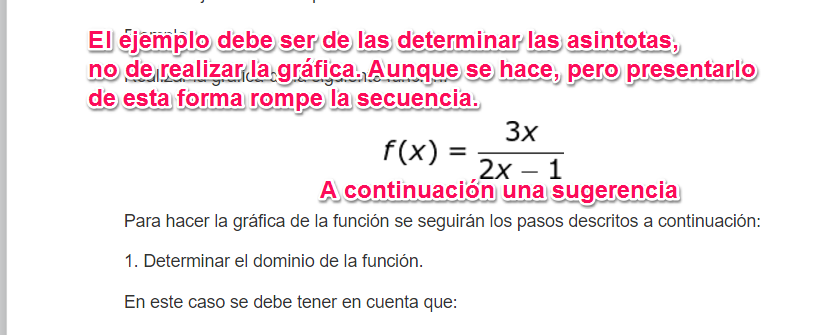 El ejemplo debe ser de las determinar las asintotas,
no de realizar la gráfica. Aunque se hace, pero presentarlo
de esta forma rompe la secuencia.
f(x) = 3x / 2x − 1
A continuación una sugerencia
Para hacer la gráfica de la función se seguirán los pasos descritos a continuación:
1. Determinar el dominio de la función.
En este caso se debe tener en cuenta que: